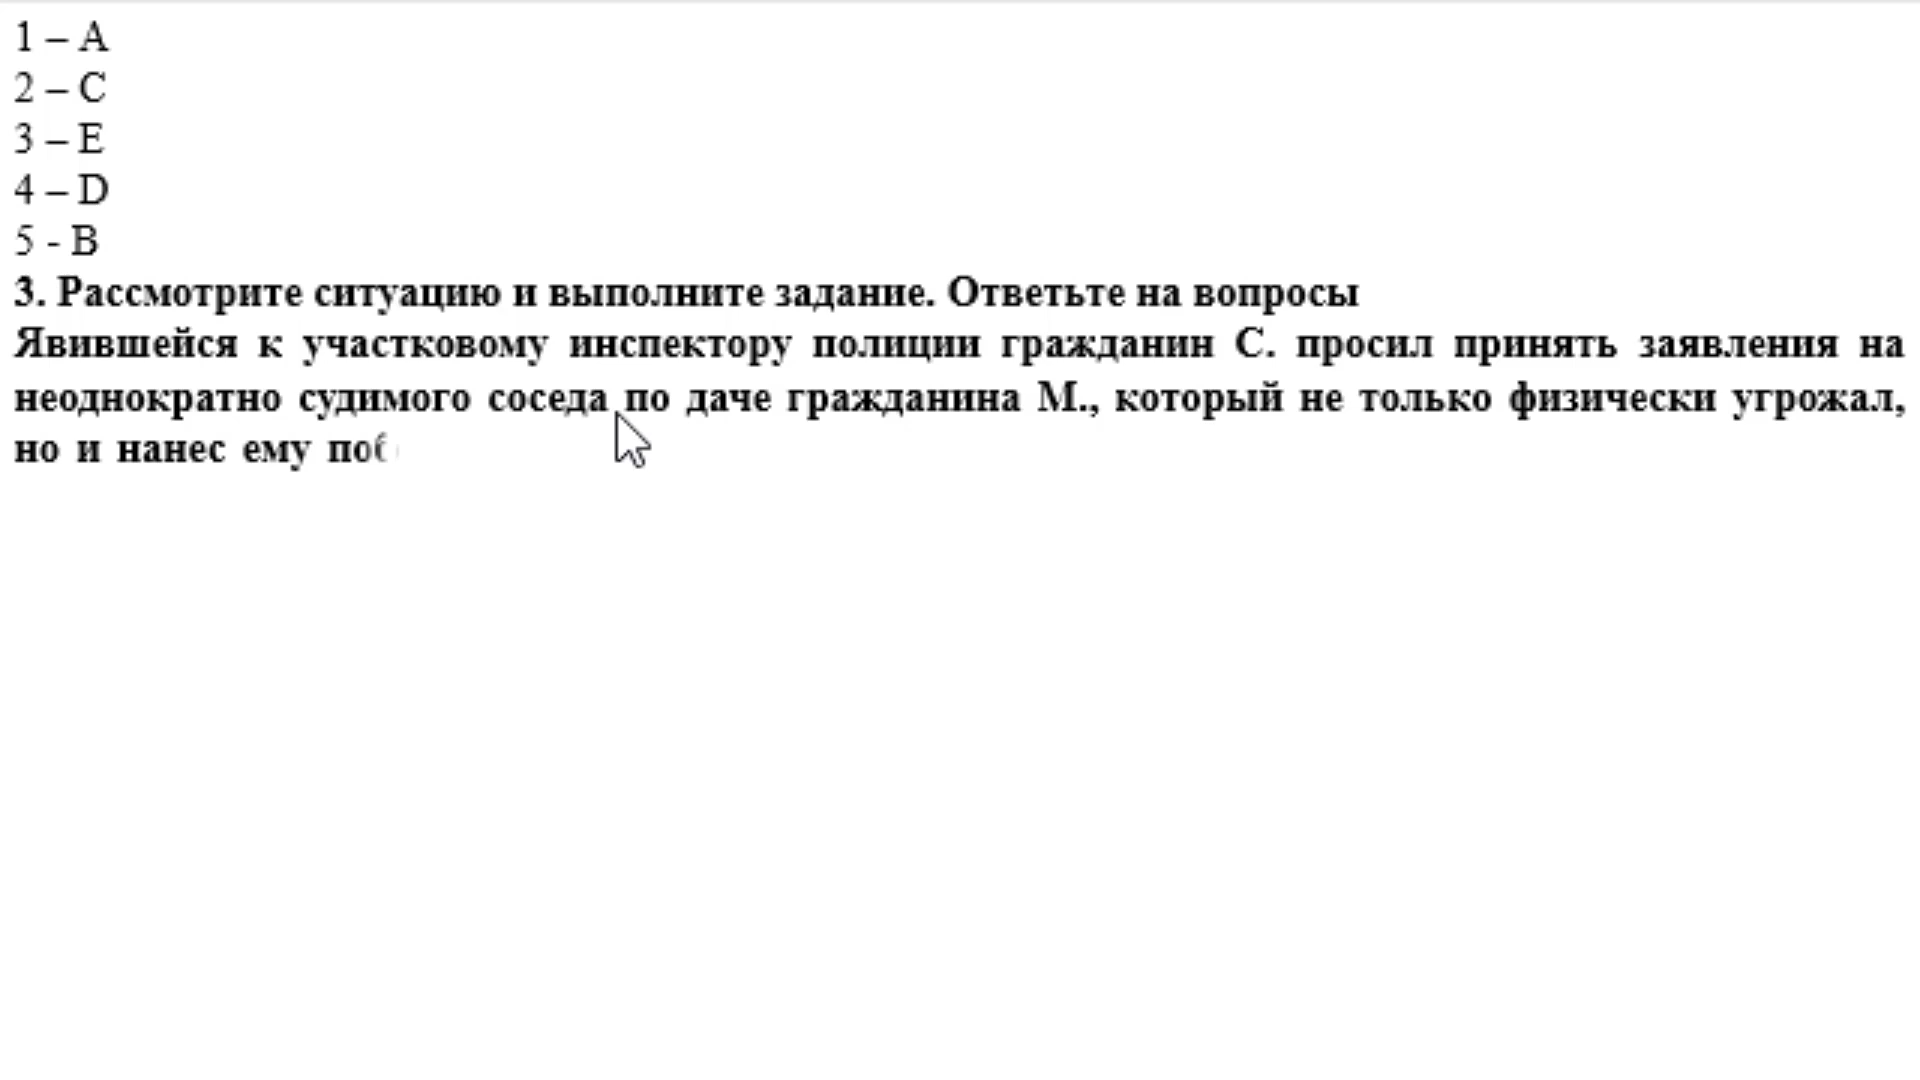 1 – A
2 – C
3 – E
4 – D
5 - B
3. Рассмотрите ситуацию и выполните задание. Ответьте на вопросы
Явившейся к участковому инспектору полиции гражданин С. просил принять заявления на
неоднократно судимого соседа по даче гражданина М., который не только физически угрожал,
но и нанес ему